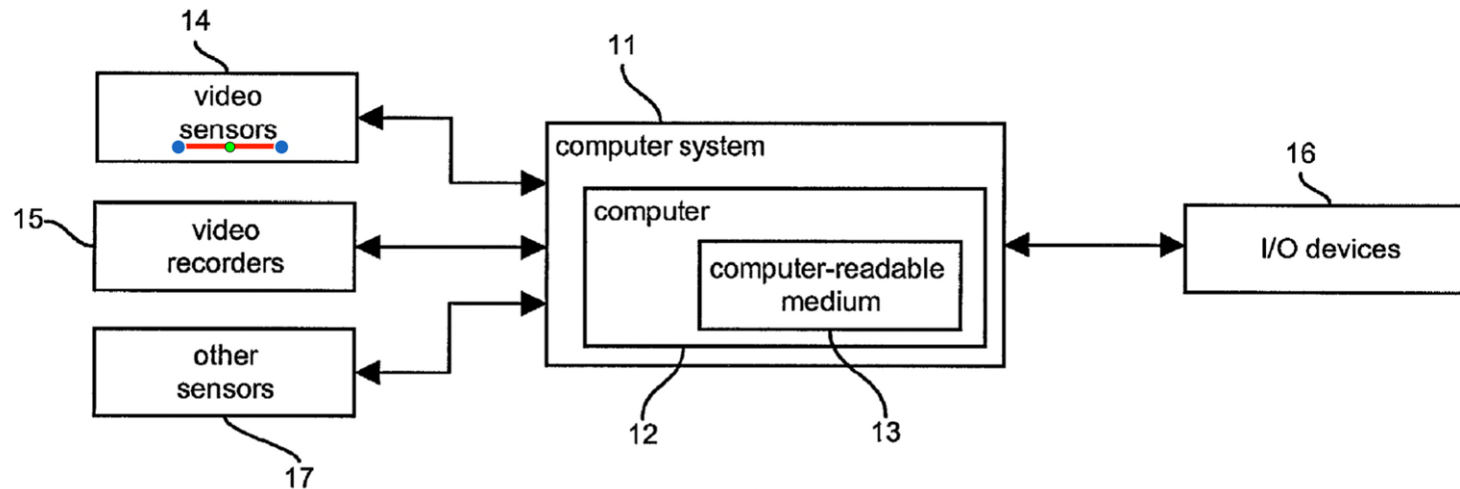 14
video
sensors
11
computer system
16
15
video
recorders
computer
computer-readable
medium
I/O devices
other
sensors
12
13
17